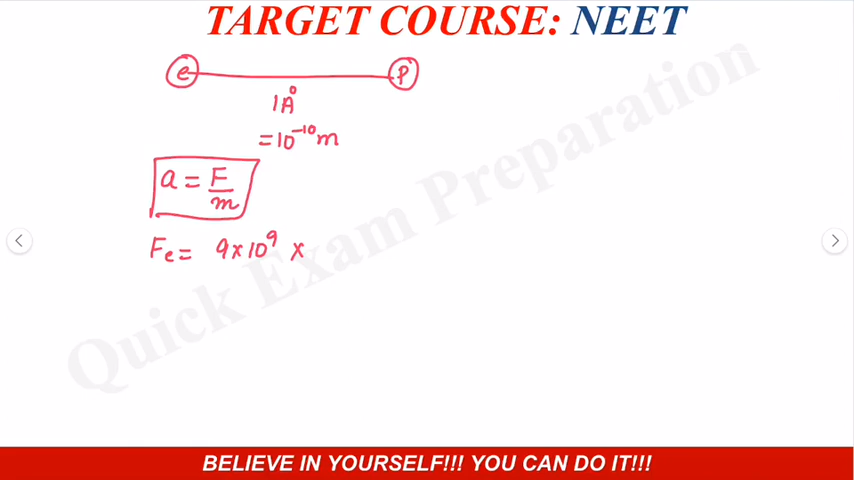 TARGET COURSE: NEET
e P
1Å
=10⁻¹⁰m
a = F/m
Fe = 9×10⁹ ×
Quick Exam Preparation
BELIEVE IN YOURSELF!!! YOU CAN DO IT!!!